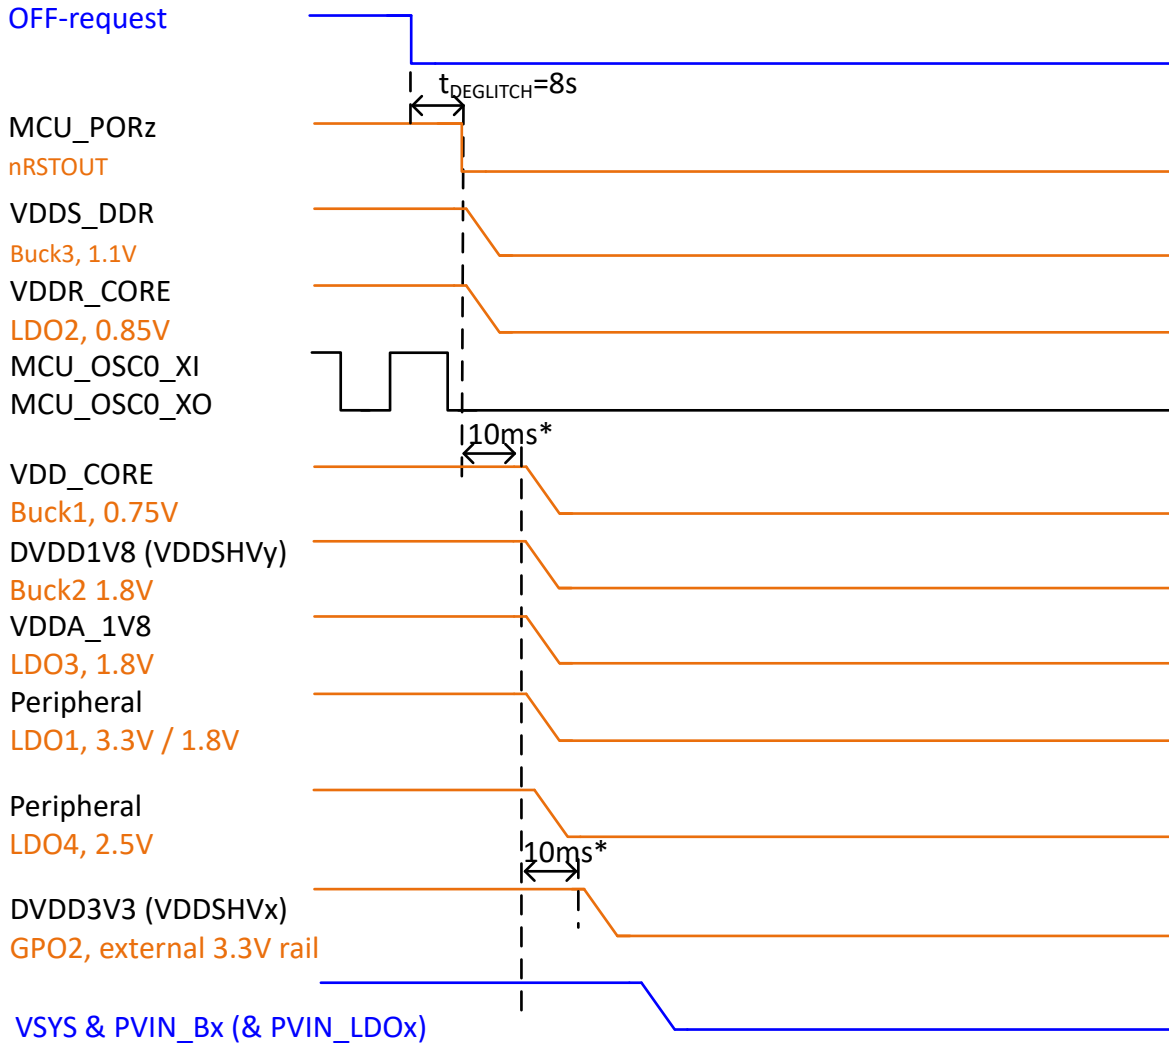 OFF-request
tDEGLITCH=8s
MCU_PORz
nRSTOUT
VDDS_DDR
Buck3, 1.1V
VDDR_CORE
LDO2, 0.85V
MCU_OSC0_XI
MCU_OSC0_XO
10ms*
VDD_CORE
Buck1, 0.75V
DVDD1V8 (VDDSHVy)
Buck2 1.8V
VDDA_1V8
LDO3, 1.8V
Peripheral
LDO1, 3.3V / 1.8V
Peripheral
LDO4, 2.5V
10ms*
DVDD3V3 (VDDSHVx)
GPO2, external 3.3V rail
VSYS & PVIN_Bx (& PVIN_LDOx)